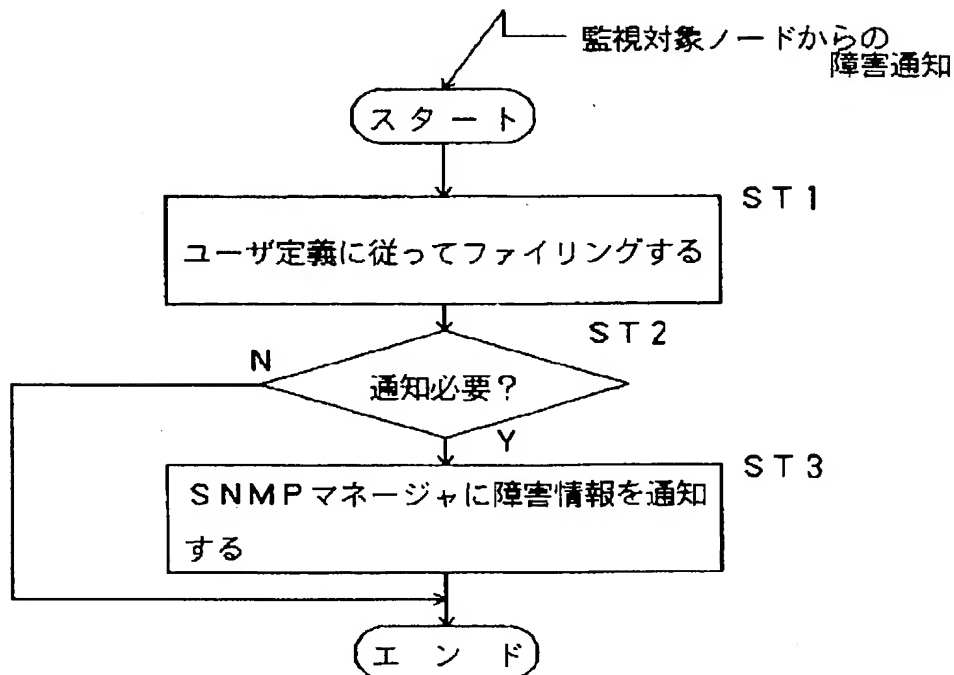 監視対象ノードからの
障害通知
スタート
ST1
ユーザ定義に従ってファイリングする
ST2
N
通知必要?
Y
ST3
SNMPマネージャに障害情報を通知
する
エンド